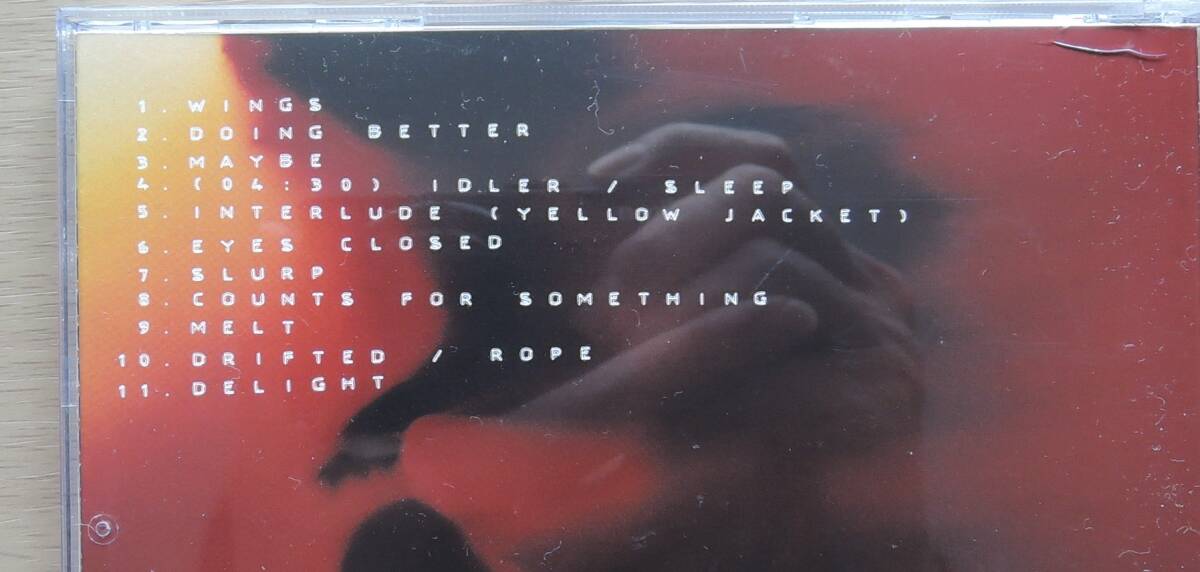 1. WINGS
2. DOING BETTER
3. MAYBE
4. (04:30) IDLER / SLEEP
5. INTERLUDE (YELLOW JACKET)
6. EYES CLOSED
7. SLURP
8. COUNTS FOR SOMETHING
9. MELT
10. DRIFTED / ROPE
11. DELIGHT